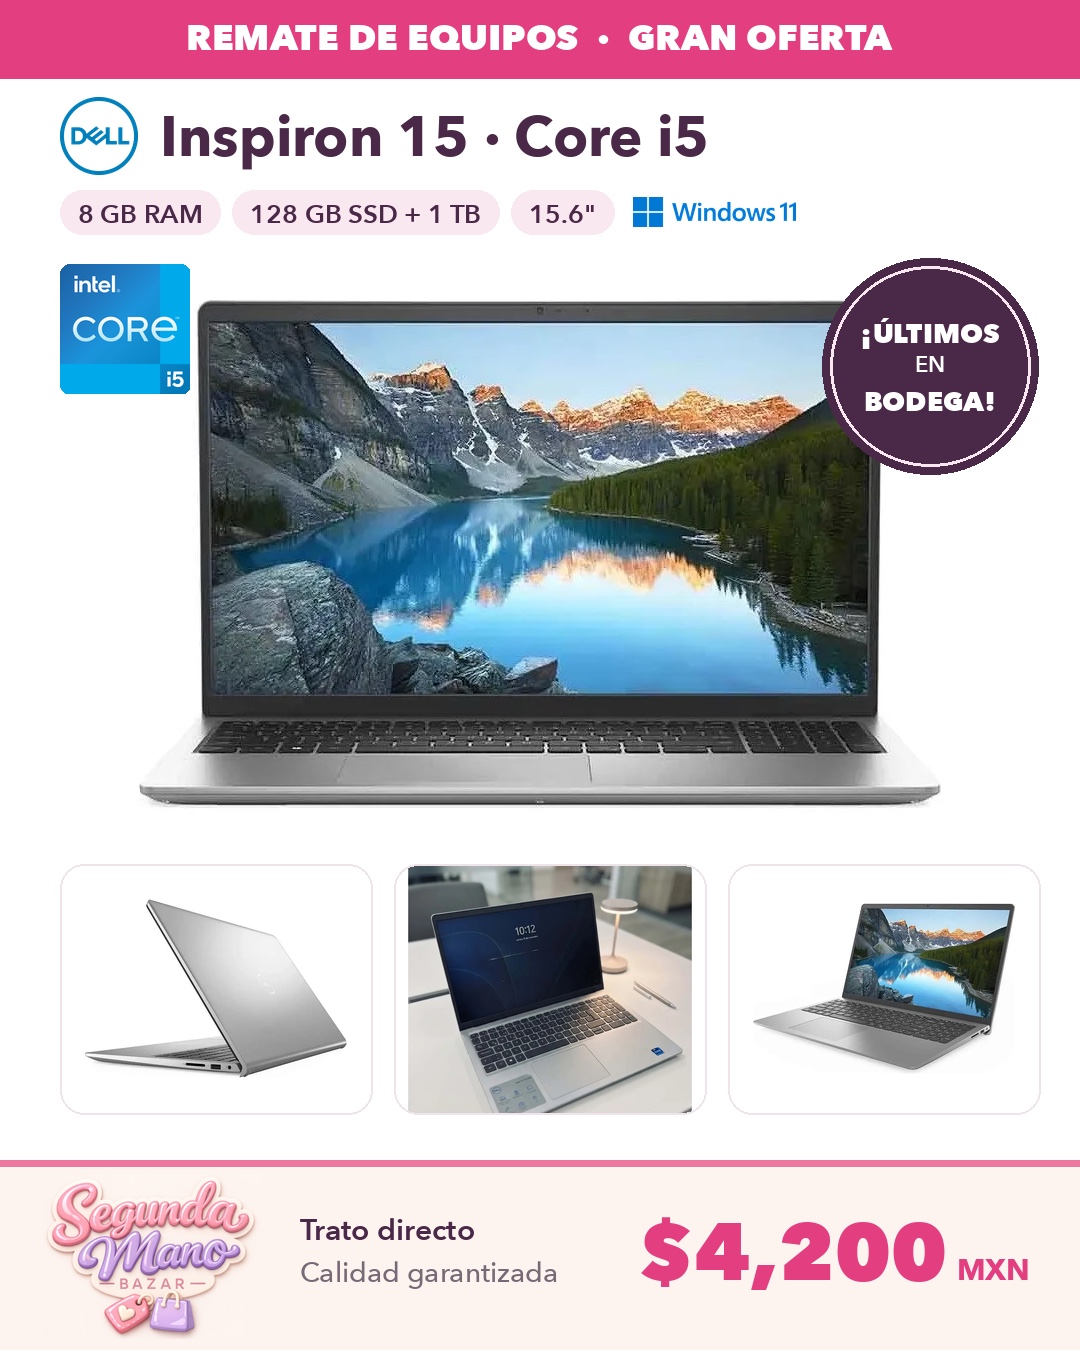 REMATE DE EQUIPOS • GRAN OFERTA
DELL
Inspiron 15 · Core i5
8 GB RAM
128 GB SSD + 1 TB
15.6"
Windows 11
intel.
CORE
i5
¡ÚLTIMOS
EN
BODEGA!
10:12
Segunda
Mano
BAZAR
Trato directo
Calidad garantizada
$4,200 MXN